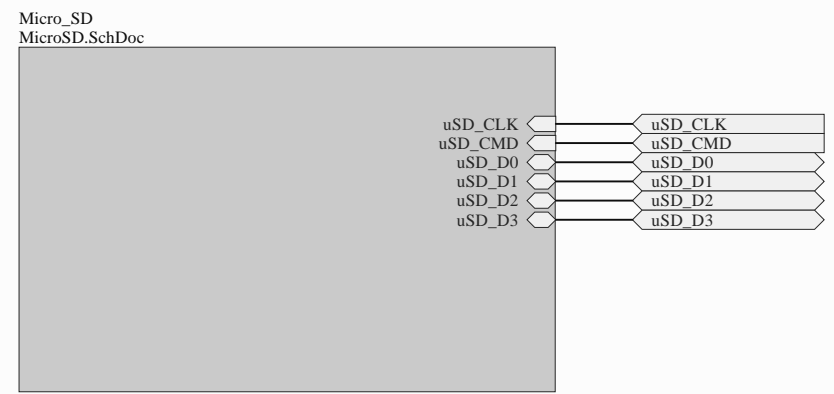 Micro_SD
MicroSD.SchDoc
uSD_CLK uSD_CLK
uSD_CMD uSD_CMD
uSD_D0 uSD_D0
uSD_D1 uSD_D1
uSD_D2 uSD_D2
uSD_D3 uSD_D3